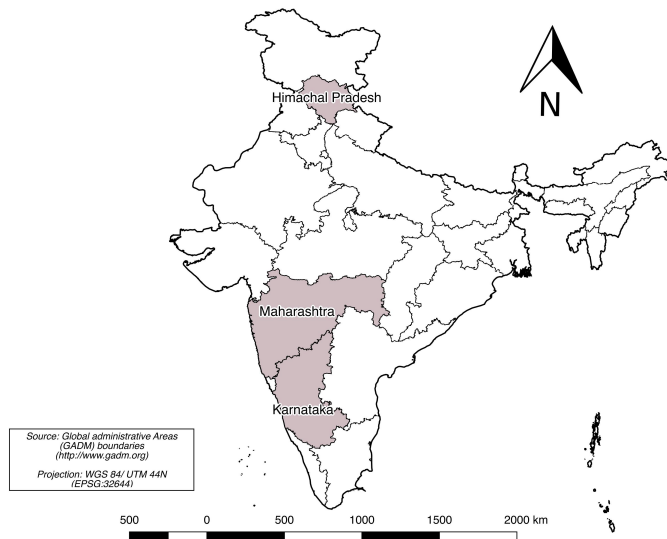 Himachal Pradesh
N
Maharashtra
Karnataka
Source: Global administrative Areas
(GADM) boundaries
(http://www.gadm.org)
Projection: WGS 84/ UTM 44N
(EPSG:32644)
500 0 500 1000 1500 2000 km